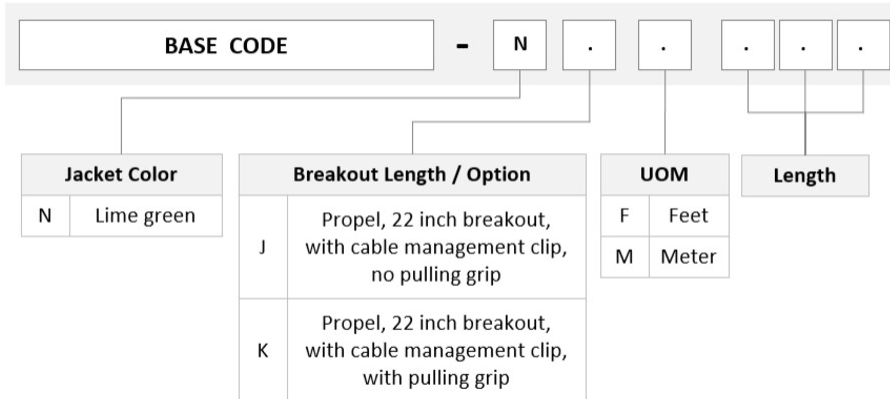 BASE CODE - N . . . . .
Jacket Color
N Lime green
Breakout Length / Option
J Propel, 22 inch breakout,
with cable management clip,
no pulling grip
K Propel, 22 inch breakout,
with cable management clip,
with pulling grip
UOM
F Feet
M Meter
Length